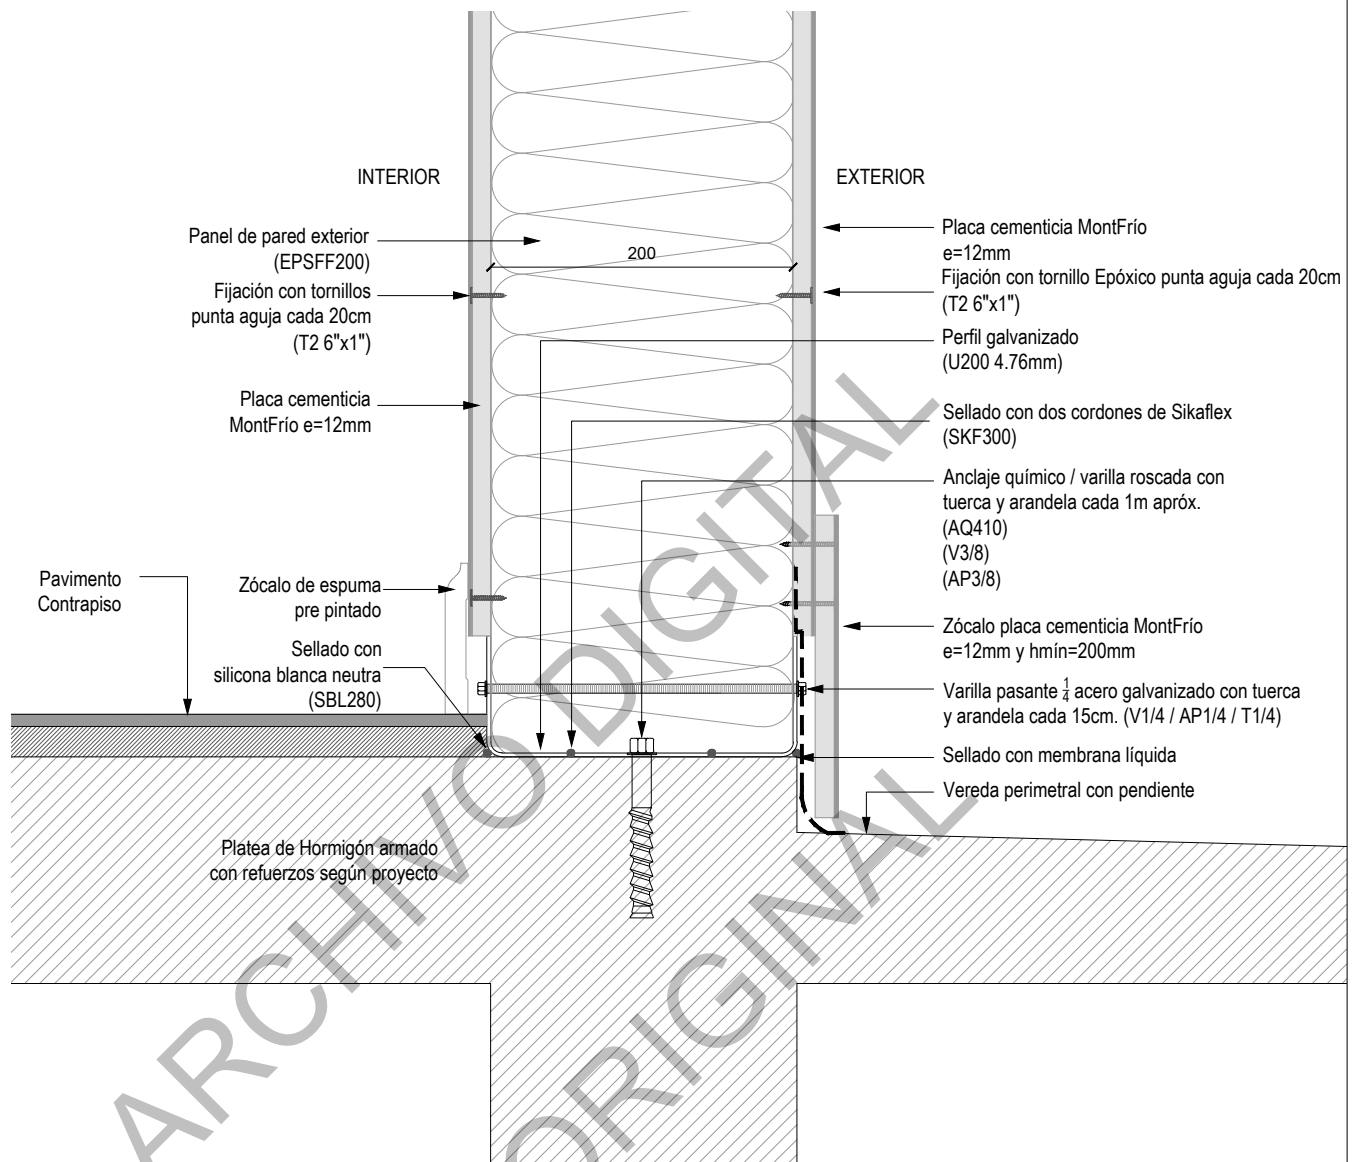 INTERIOR
EXTERIOR
Panel de pared exterior
(EPSFF200)
200
Fijación con tornillos
punta aguja cada 20cm
(T2 6"x1")
Placa cementicia
MontFrío e=12mm
Pavimento
Contrapiso
Zócalo de espuma
pre pintado
Sellado con
silicona blanca neutra
(SBL280)
Platea de Hormigón armado
con refuerzos según proyecto
Placa cementicia MontFrío
e=12mm
Fijación con tornillo Epóxico punta aguja cada 20cm
(T2 6"x1")
Perfil galvanizado
(U200 4.76mm)
Sellado con dos cordones de Sikaflex
(SKF300)
Anclaje químico / varilla roscada con
tuerca y arandela cada 1m apróx.
(AQ410)
(V3/8)
(AP3/8)
Zócalo placa cementicia MontFrío
e=12mm y hmín=200mm
Varilla pasante 1/4 acero galvanizado con tuerca
y arandela cada 15cm. (V1/4 / AP1/4 / T1/4)
Sellado con membrana líquida
Vereda perimetral con pendiente
ARCHIVO DIGITAL
ORIGINAL